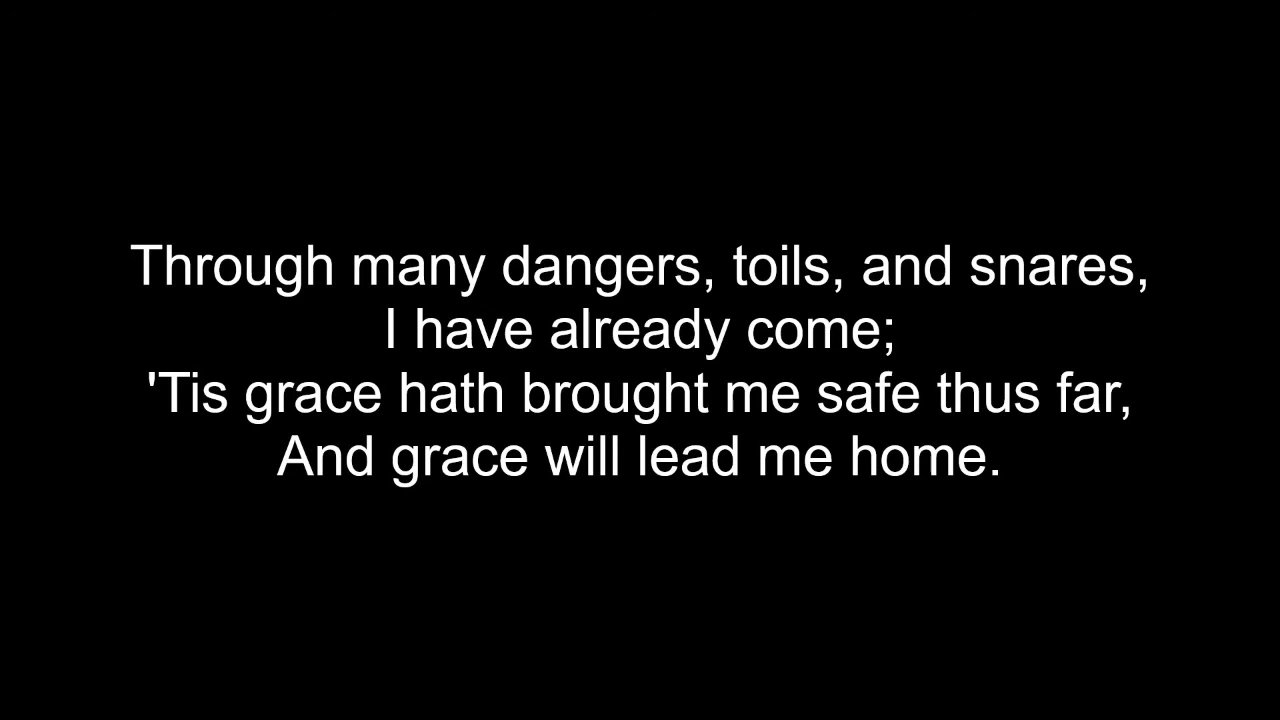 Through many dangers, toils, and snares,
I have already come;
'Tis grace hath brought me safe thus far,
And grace will lead me home.